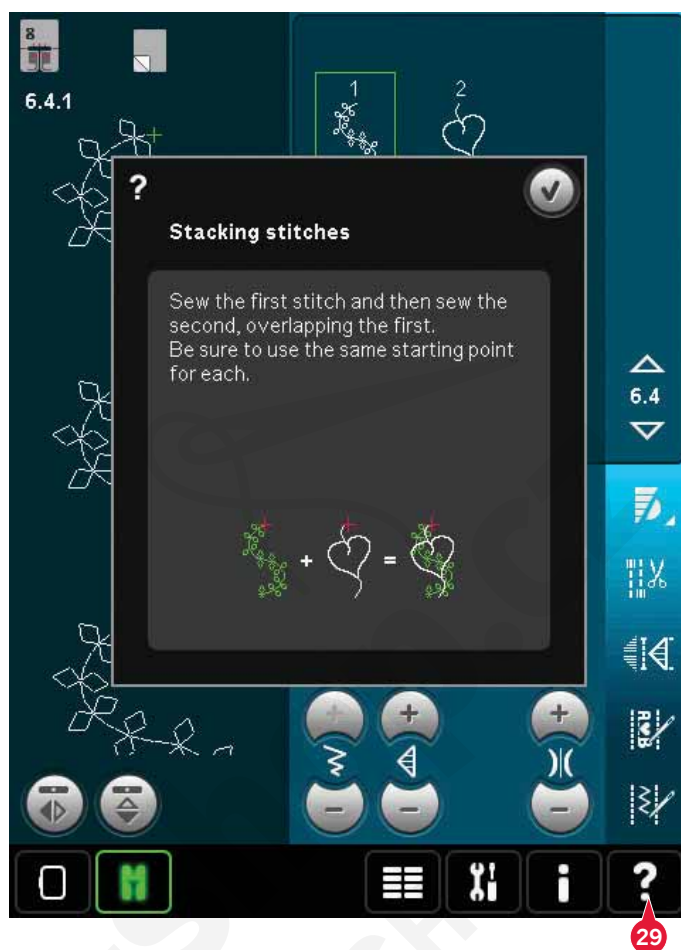 8
6.4.1
1
2
?
Stacking stitches
Sew the first stitch and then sew the
second, overlapping the first.
Be sure to use the same starting point
for each.
+ =
6.4
+ + +
- - -
i ?
29